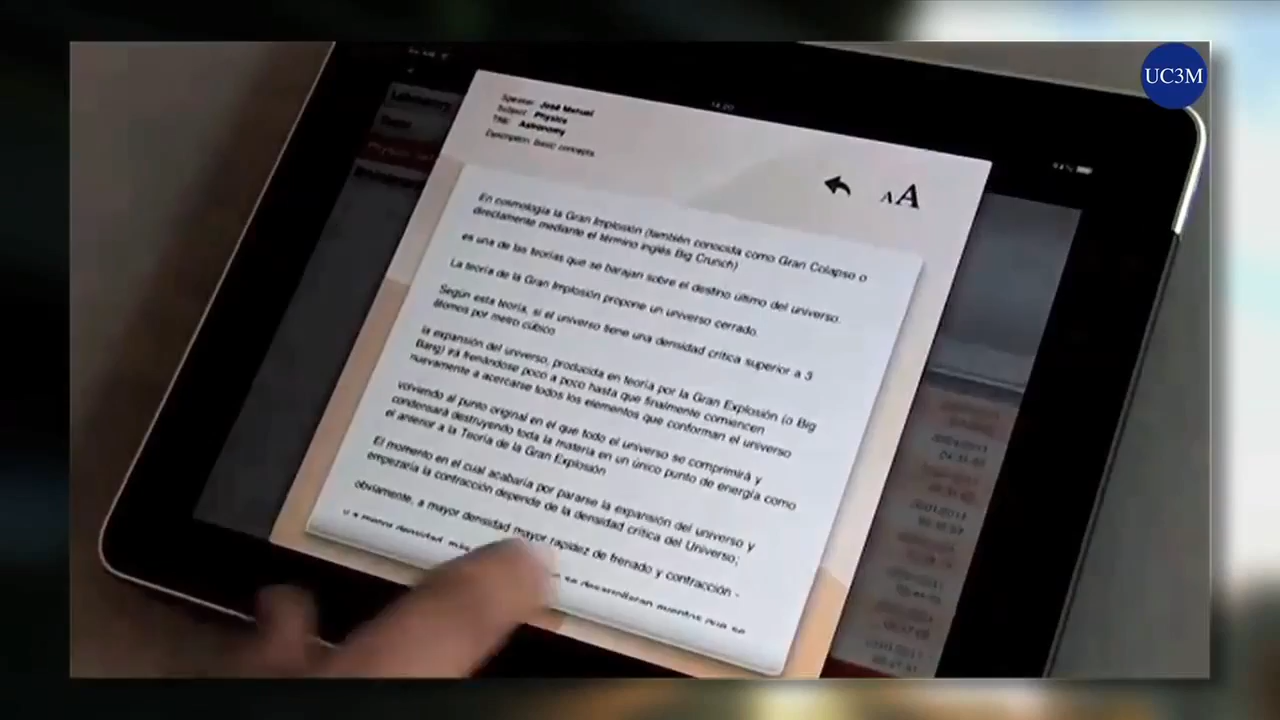 UC3M
14:20
94%
Speaker: José Manuel
Subject: Physics
Title: Astronomy
Description: Basic concepts
AA
En cosmología la Gran Implosión (también conocida como Gran Colapso o
directamente mediante el término inglés Big Crunch)
es una de las teorías que se barajan sobre el destino último del universo.
La teoría de la Gran Implosión propone un universo cerrado.
Según esta teoría, si el universo tiene una densidad crítica superior a 3
átomos por metro cúbico
la expansión del universo, producida en teoría por la Gran Explosión (o Big
Bang) irá frenándose poco a poco hasta que finalmente comiencen
nuevamente a acercarse todos los elementos que conforman el universo
volviendo al punto original en el que todo el universo se comprimirá y
condensará destruyendo toda la materia en un único punto de energía como
el anterior a la Teoría de la Gran Explosión
El momento en el cual acabaría por pararse la expansión del universo y
empezaría la contracción depende de la densidad crítica del Universo;
obviamente, a mayor densidad mayor rapidez de frenado y contracción -